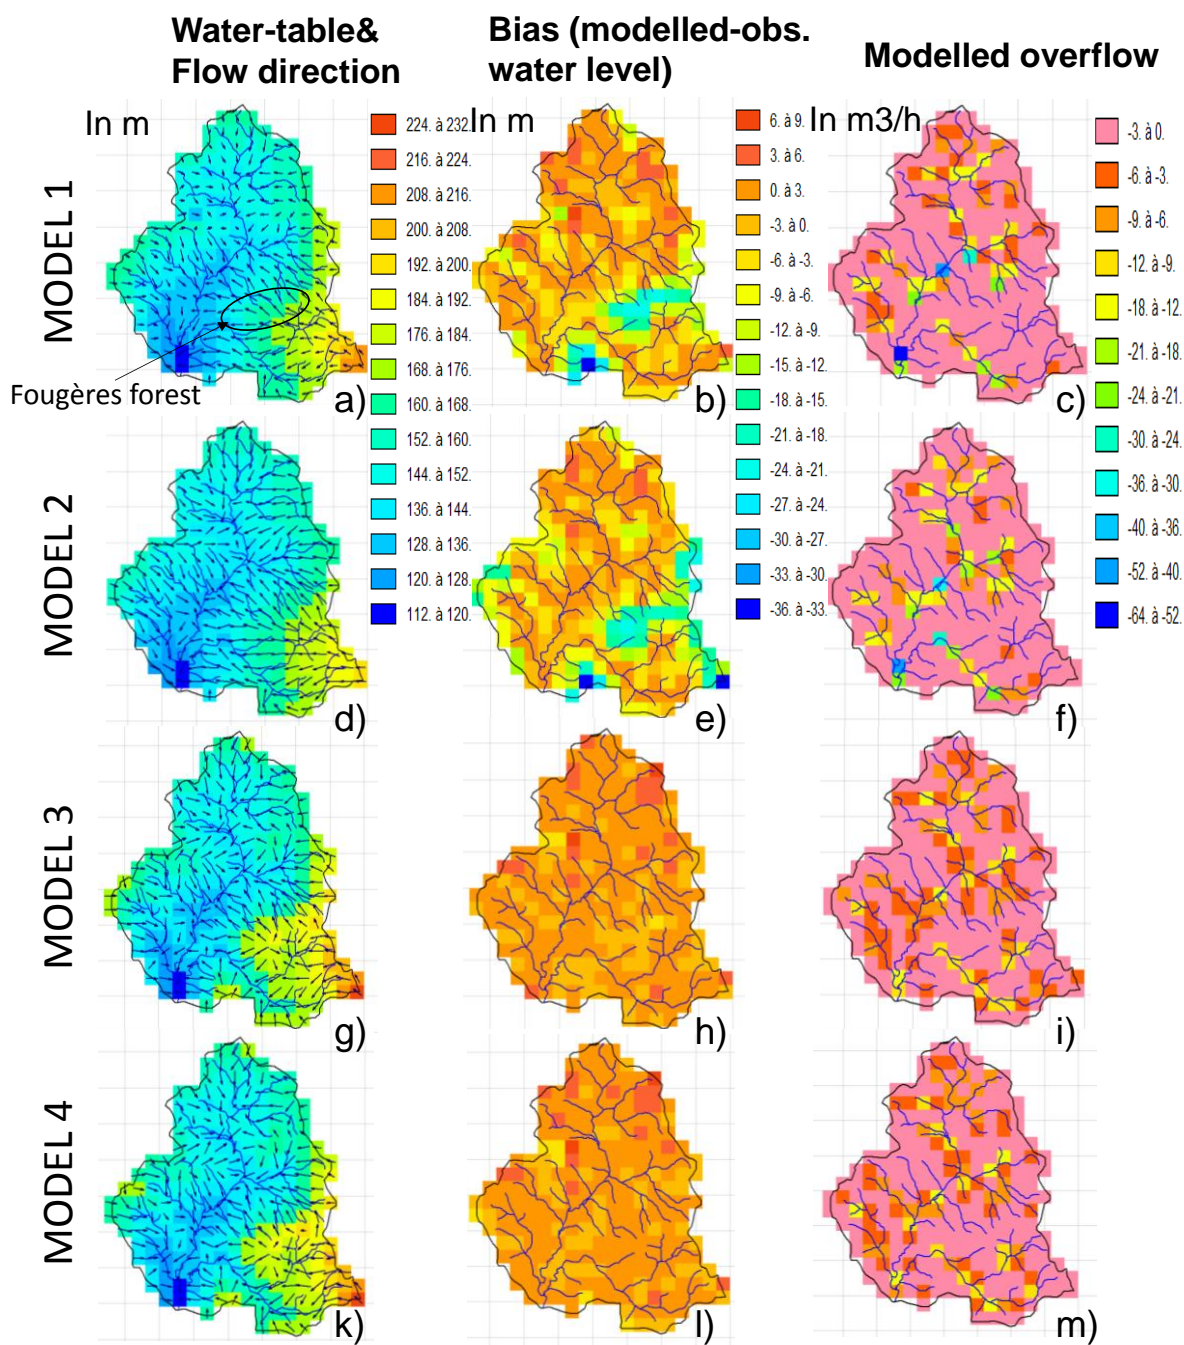 Water-table&
Flow direction
Bias (modelled-obs.
water level)
Modelled overflow
MODEL 1
In m
224. à 232.
216. à 224.
208. à 216.
200. à 208.
192. à 200.
184. à 192.
176. à 184.
168. à 176.
160. à 168.
152. à 160.
144. à 152.
136. à 144.
128. à 136.
120. à 128.
112. à 120.
Fougères forest
a)
In m
6. à 9.
3. à 6.
0. à 3.
-3. à 0.
-6. à -3.
-9. à -6.
-12. à -9.
-15. à -12.
-18. à -15.
-21. à -18.
-24. à -21.
-27. à -24.
-30. à -27.
-33. à -30.
-36. à -33.
b)
In m3/h
-3. à 0.
-6. à -3.
-9. à -6.
-12. à -9.
-18. à -12.
-21. à -18.
-24. à -21.
-30. à -24.
-36. à -30.
-40. à -36.
-52. à -40.
-64. à -52.
c)
MODEL 2
d)
e)
f)
MODEL 3
g)
h)
i)
MODEL 4
k)
l)
m)